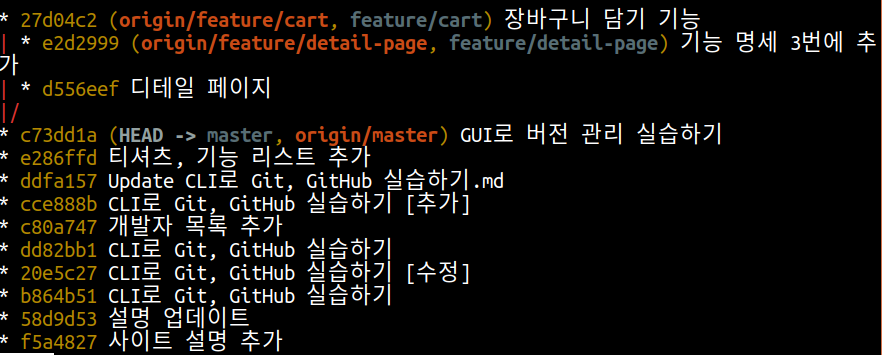 * 27d04c2 (origin/feature/cart, feature/cart) 장바구니 담기 기능
| * e2d2999 (origin/feature/detail-page, feature/detail-page) 기능 명세 3번에 추
가
| * d556eef 디테일 페이지
|/
* c73dd1a (HEAD -> master, origin/master) GUI로 버전 관리 실습하기
* e286ffd 티셔츠, 기능 리스트 추가
* ddfa157 Update CLI로 Git, GitHub 실습하기.md
* cce888b CLI로 Git, GitHub 실습하기 [추가]
* c80a747 개발자 목록 추가
* dd82bb1 CLI로 Git, GitHub 실습하기
* 20e5c27 CLI로 Git, GitHub 실습하기 [수정]
* b864b51 CLI로 Git, GitHub 실습하기
* 58d9d53 설명 업데이트
* f5a4827 사이트 설명 추가